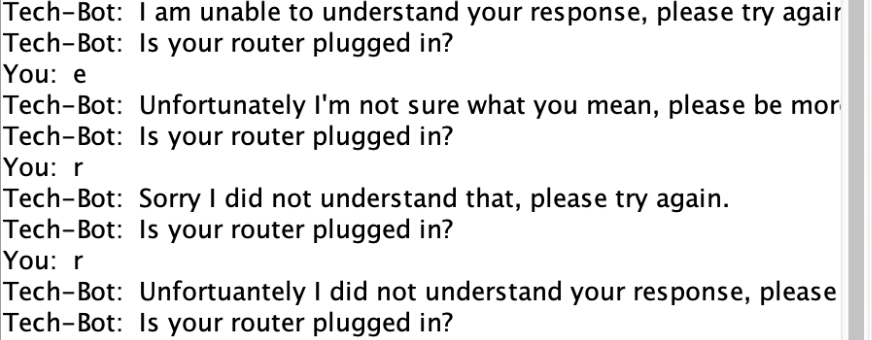 Tech-Bot: I am unable to understand your response, please try again
Tech-Bot: Is your router plugged in?
You: e
Tech-Bot: Unfortunately I'm not sure what you mean, please be mor
Tech-Bot: Is your router plugged in?
You: r
Tech-Bot: Sorry I did not understand that, please try again.
Tech-Bot: Is your router plugged in?
You: r
Tech-Bot: Unfortuantely I did not understand your response, please
Tech-Bot: Is your router plugged in?